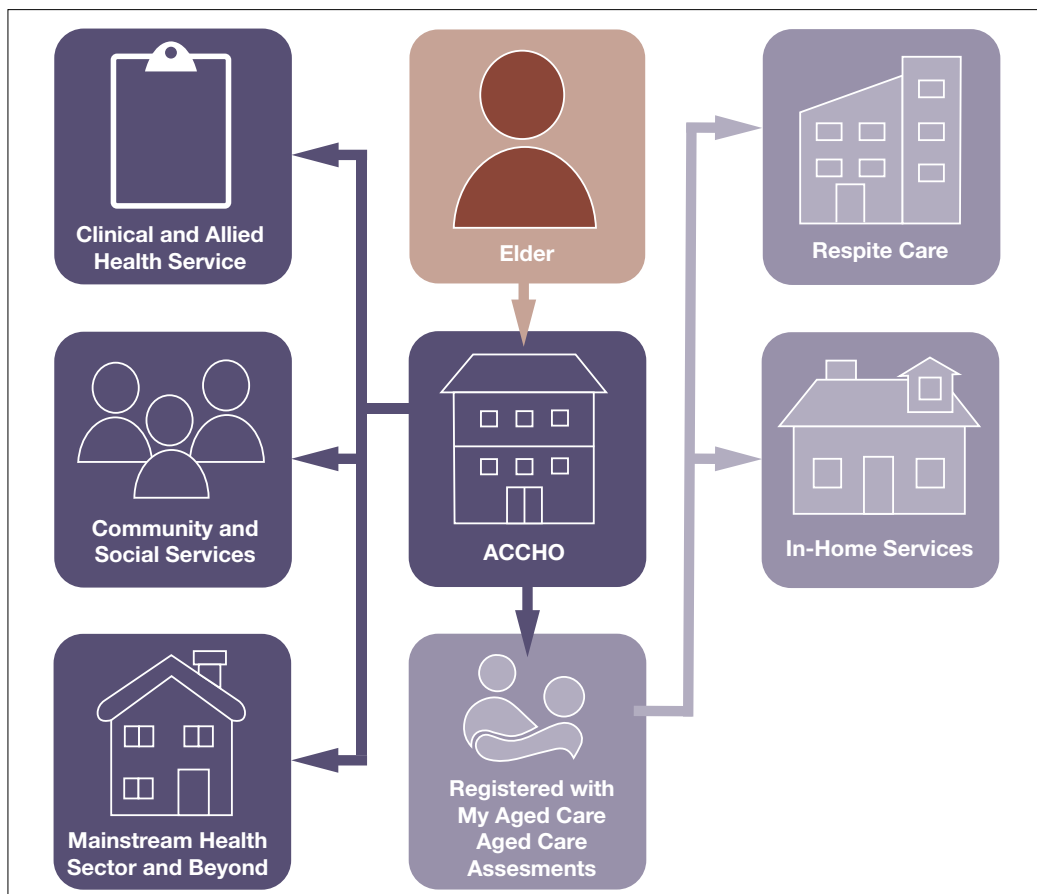 Clinical and Allied
Health Service
Elder
Respite Care
Community and
Social Services
ACCHO
In-Home Services
Mainstream Health
Sector and Beyond
Registered with
My Aged Care
Aged Care
Assesments